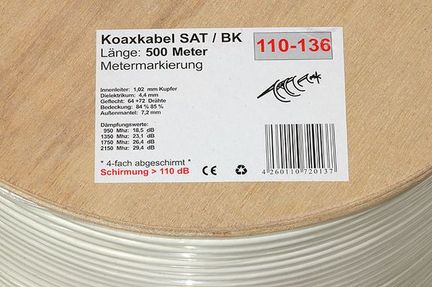 Koaxkabel SAT / BK
Länge: 500 Meter
Metermarkierung
110-136
Innenleiter: 1,02 mm Kupfer
Dielektrikum: 4,4 mm
Geflecht: 64 +72 Drähte
Bedeckung: 84 % 85 %
Außenmantel: 7,2 mm
Dämpfungswerte:
950 Mhz: 18,5 dB
1350 Mhz: 23,1 dB
1750 Mhz: 26,4 dB
2150 Mhz: 29,4 dB
* 4-fach abgeschirmt *
Schirmung > 110 dB
CE
4 260110 720137